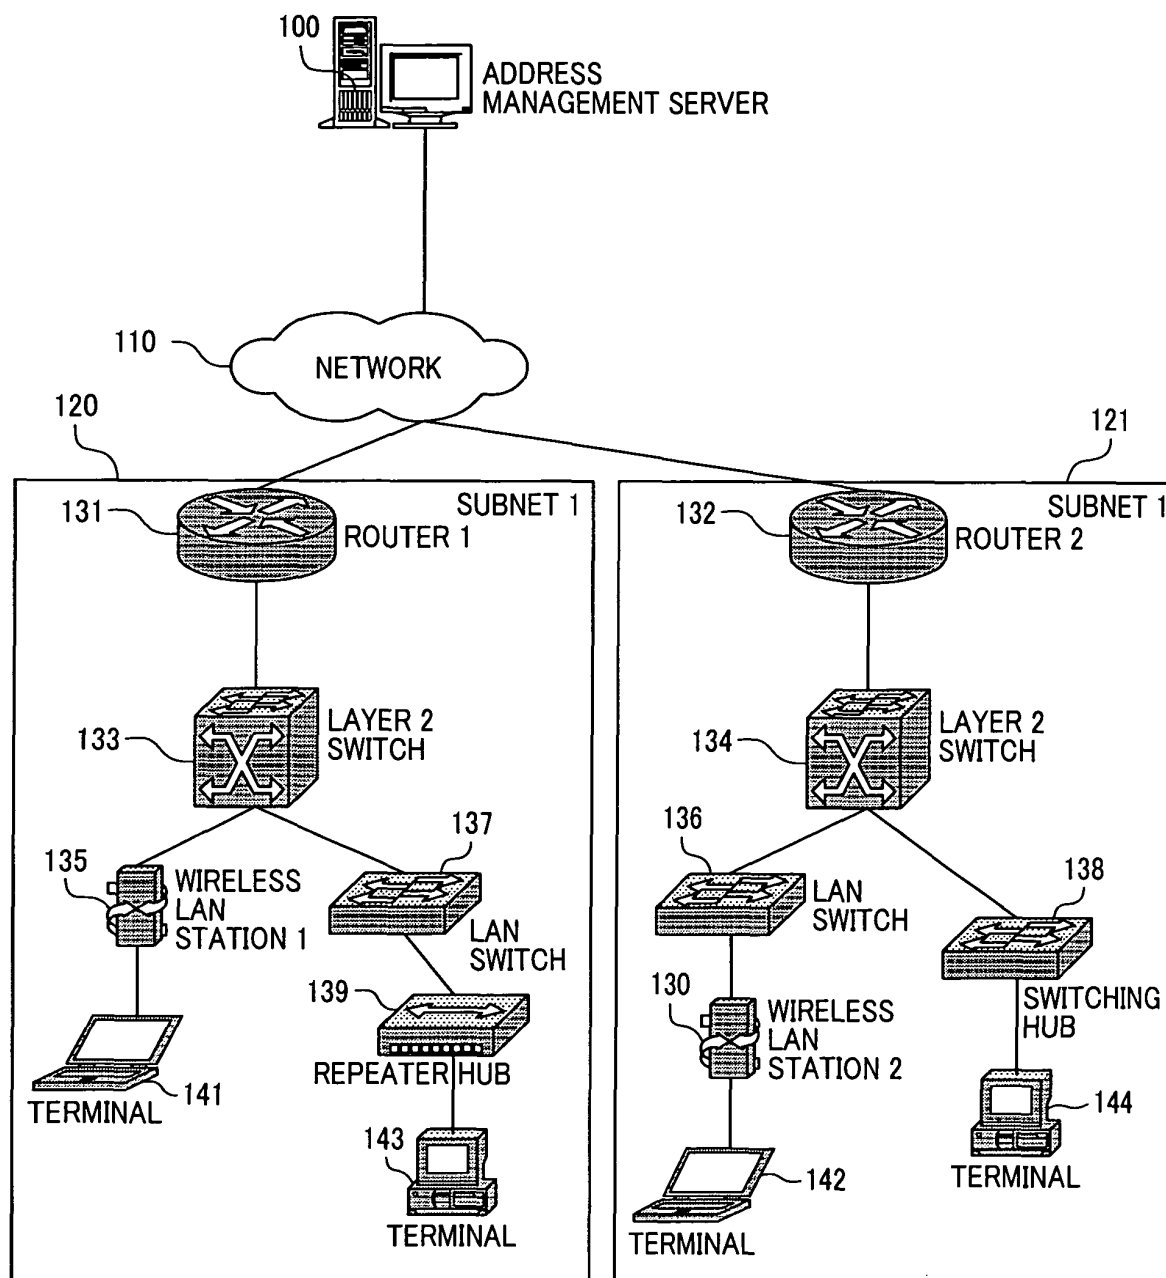 100
ADDRESS
MANAGEMENT SERVER
110
NETWORK
120
121
131
SUBNET 1
ROUTER 1
132
SUBNET 1
ROUTER 2
133
LAYER 2
SWITCH
134
LAYER 2
SWITCH
135
WIRELESS
LAN
STATION 1
137
LAN
SWITCH
136
LAN
SWITCH
138
SWITCHING
HUB
139
REPEATER HUB
130
WIRELESS
LAN
STATION 2
141
TERMINAL
143
TERMINAL
142
TERMINAL
144
TERMINAL